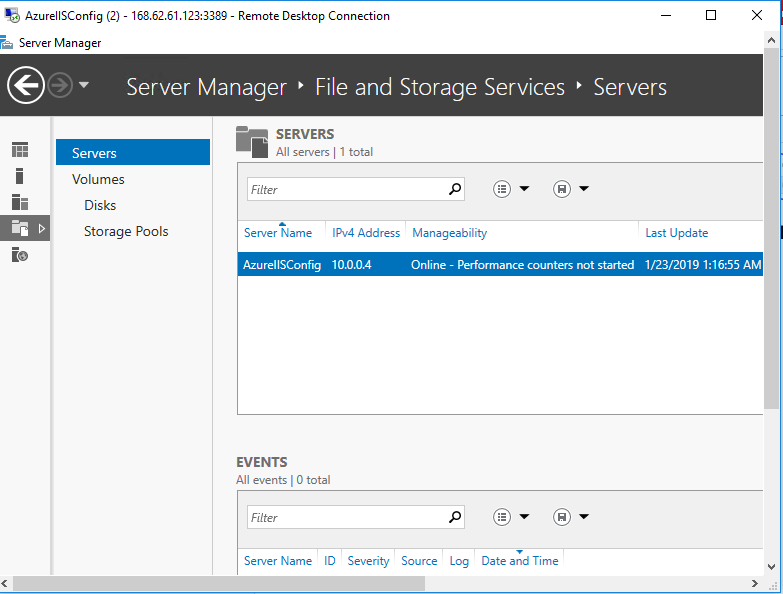 AzureIISConfig (2) - 168.62.61.123:3389 - Remote Desktop Connection
Server Manager
Server Manager File and Storage Services Servers
Servers
Volumes
Disks
Storage Pools
SERVERS
All servers | 1 total
Filter
Server Name IPv4 Address Manageability Last Update
AzureIISConfig 10.0.0.4 Online - Performance counters not started 1/23/2019 1:16:55 AM
EVENTS
All events | 0 total
Filter
Server Name ID Severity Source Log Date and Time